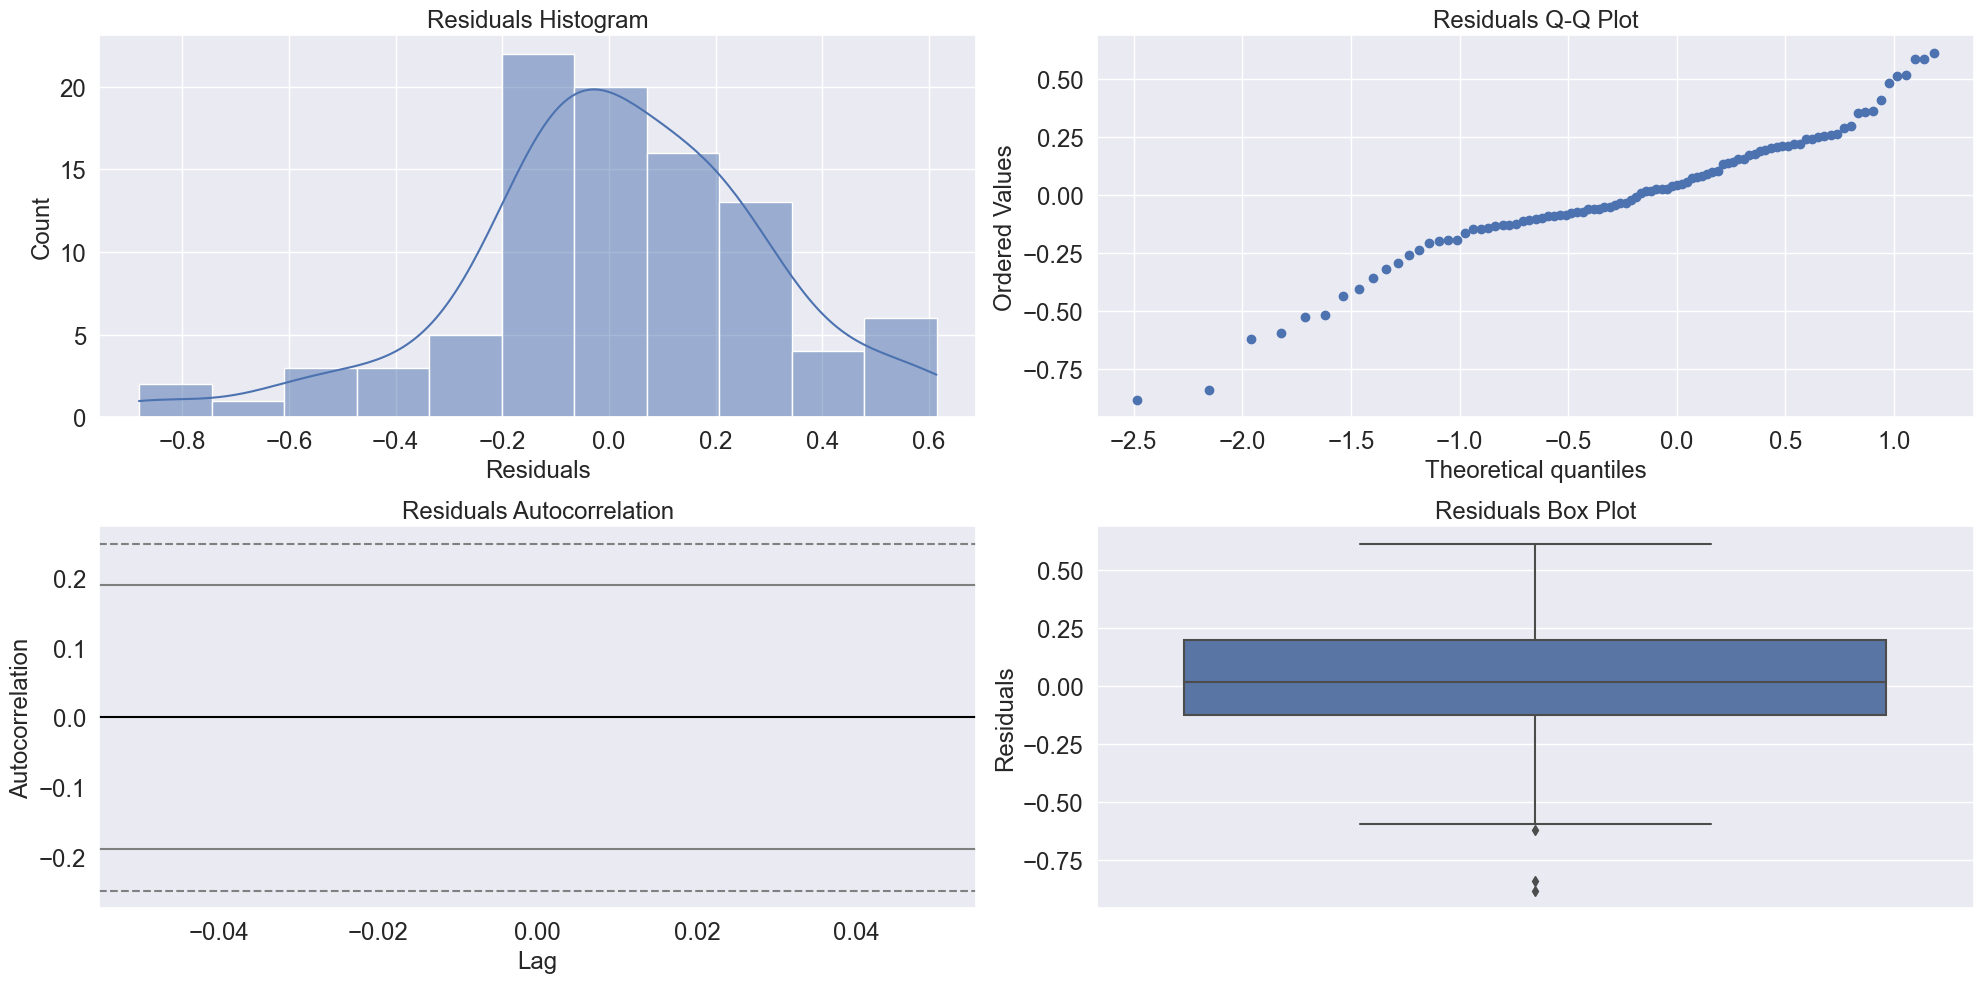 Residuals Histogram
20
15
10
5
0
Count
−0.8 −0.6 −0.4 −0.2 0.0 0.2 0.4 0.6
Residuals
Residuals Q-Q Plot
0.50
0.25
0.00
−0.25
−0.50
−0.75
Ordered Values
−2.5 −2.0 −1.5 −1.0 −0.5 0.0 0.5 1.0
Theoretical quantiles
Residuals Autocorrelation
0.2
0.1
0.0
−0.1
−0.2
Autocorrelation
−0.04 −0.02 0.00 0.02 0.04
Lag
Residuals Box Plot
0.50
0.25
0.00
−0.25
−0.50
−0.75
Residuals